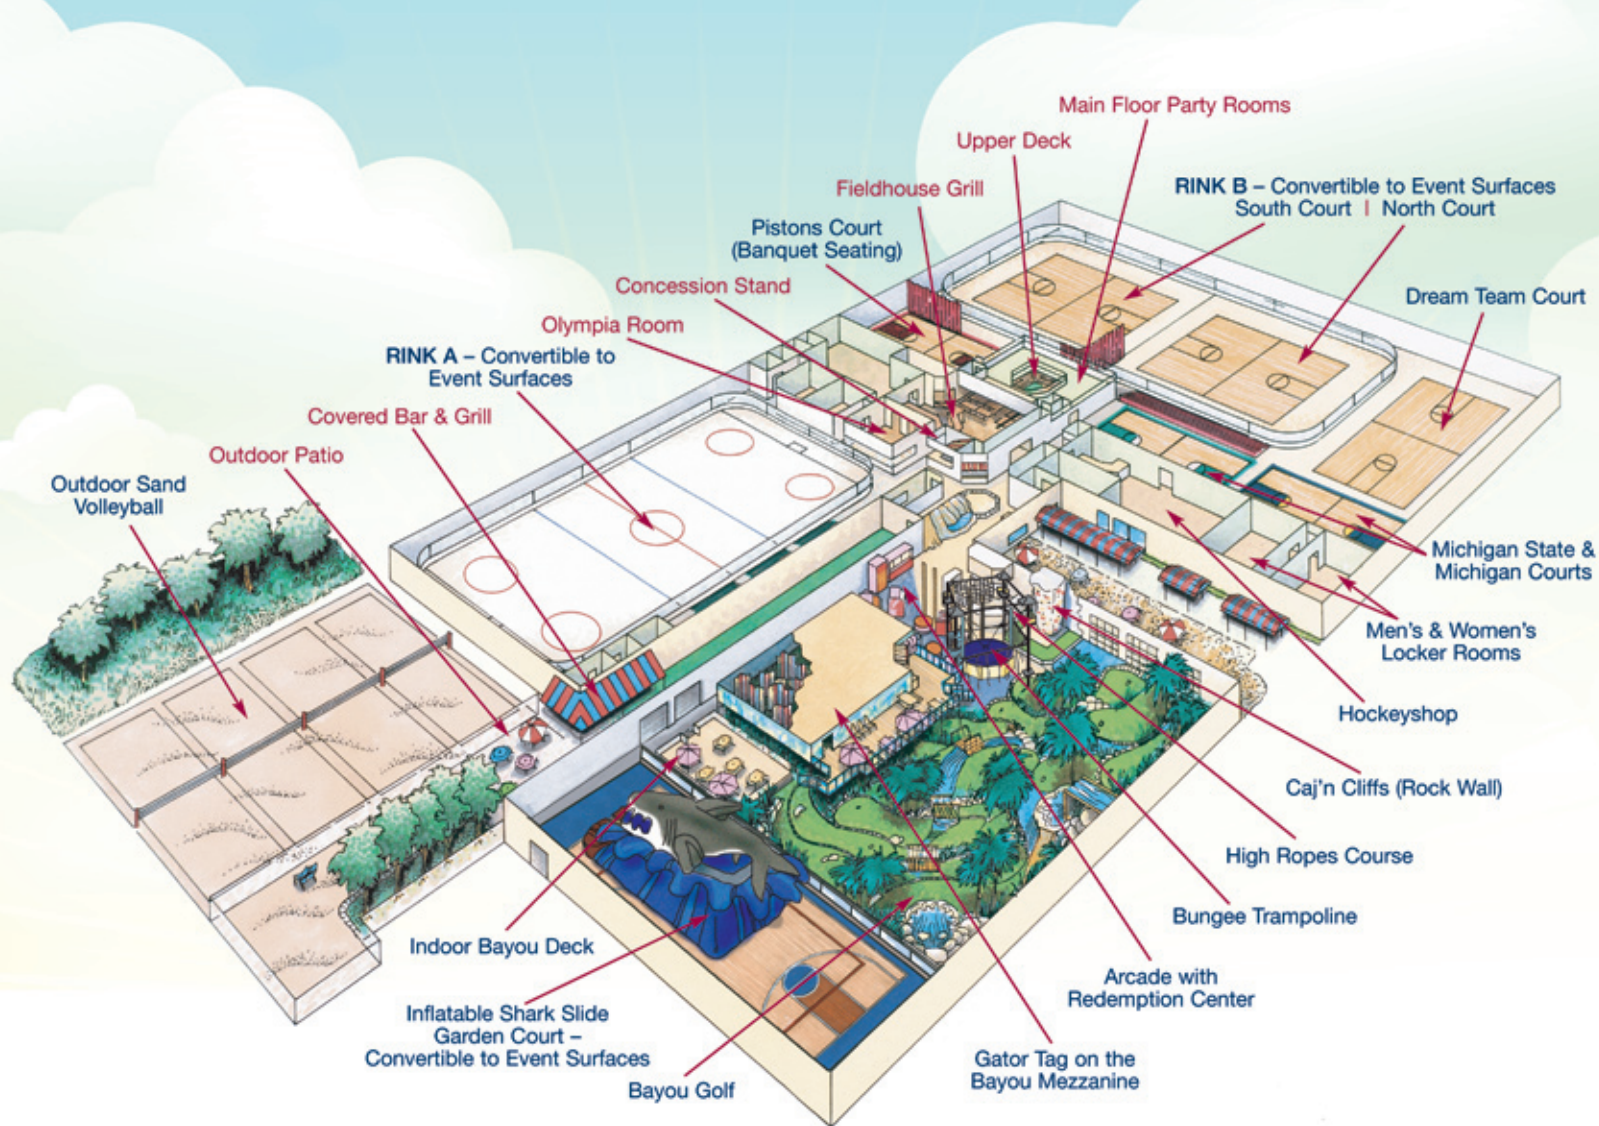 Main Floor Party Rooms
Upper Deck
Fieldhouse Grill
RINK B – Convertible to Event Surfaces
South Court | North Court
Pistons Court
(Banquet Seating)
Concession Stand
Dream Team Court
Olympia Room
RINK A – Convertible to
Event Surfaces
Covered Bar & Grill
Outdoor Patio
Outdoor Sand
Volleyball
Michigan State &
Michigan Courts
Men's & Women's
Locker Rooms
Hockeyshop
Caj'n Cliffs (Rock Wall)
High Ropes Course
Bungee Trampoline
Indoor Bayou Deck
Arcade with
Redemption Center
Inflatable Shark Slide
Garden Court –
Convertible to Event Surfaces
Gator Tag on the
Bayou Mezzanine
Bayou Golf